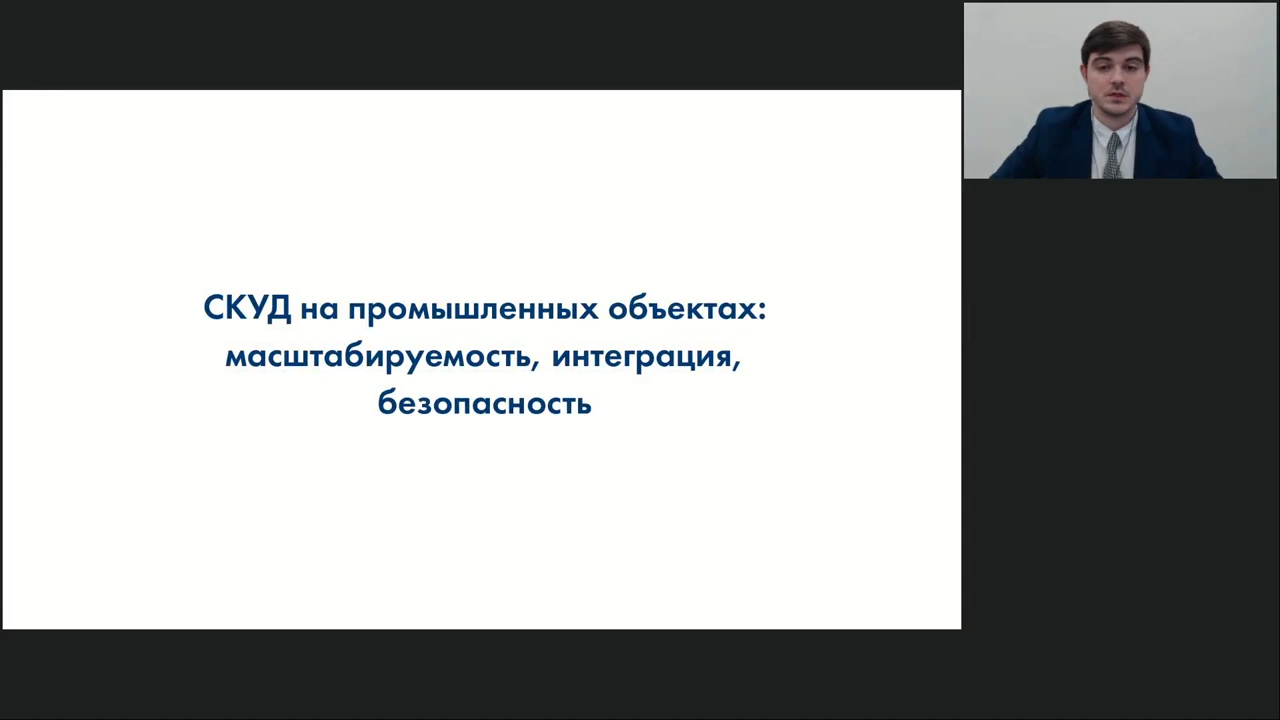 СКУД на промышленных объектах:
масштабируемость, интеграция,
безопасность